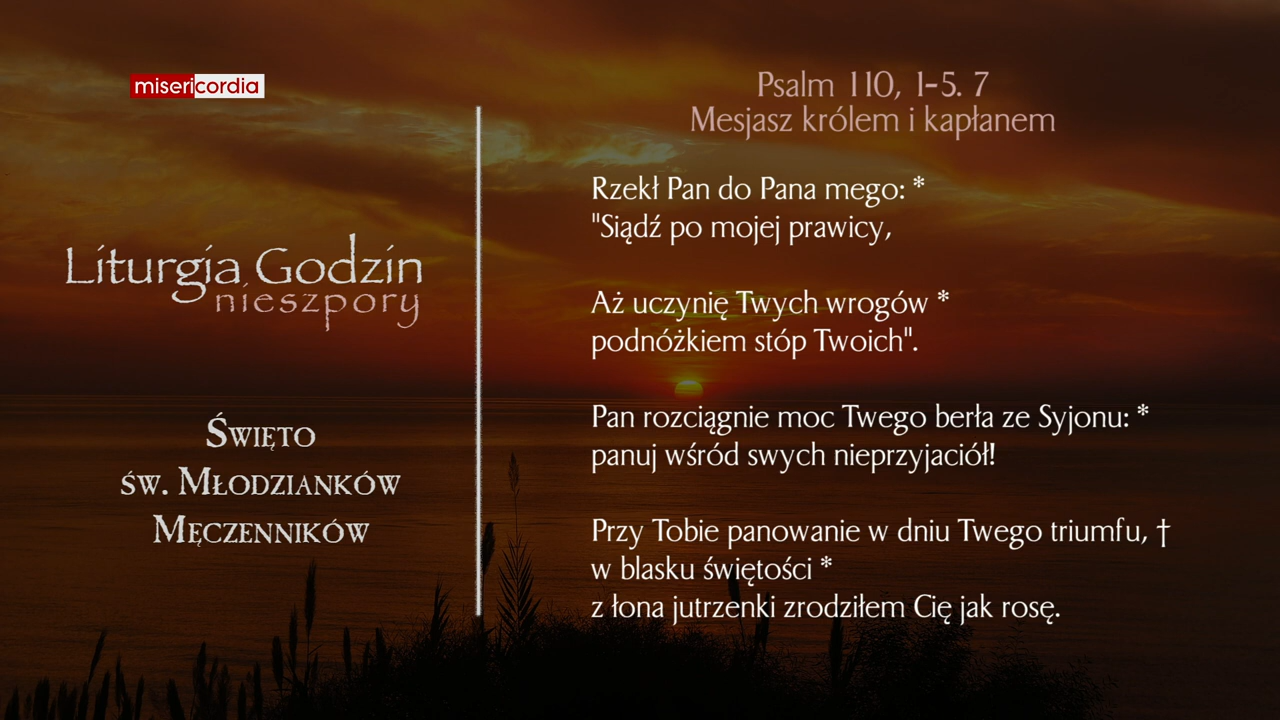 misericordia
Liturgia Godzin
nieszpory
Święto
św. Młodzianków
Męczenników
Psalm 110, 1-5. 7
Mesjasz królem i kapłanem
Rzekł Pan do Pana mego: *
"Siądź po mojej prawicy,
Aż uczynię Twych wrogów *
podnóżkiem stóp Twoich".
Pan rozciągnie moc Twego berła ze Syjonu: *
panuj wśród swych nieprzyjaciół!
Przy Tobie panowanie w dniu Twego triumfu, †
w blasku świętości *
z łona jutrzenki zrodziłem Cię jak rosę.